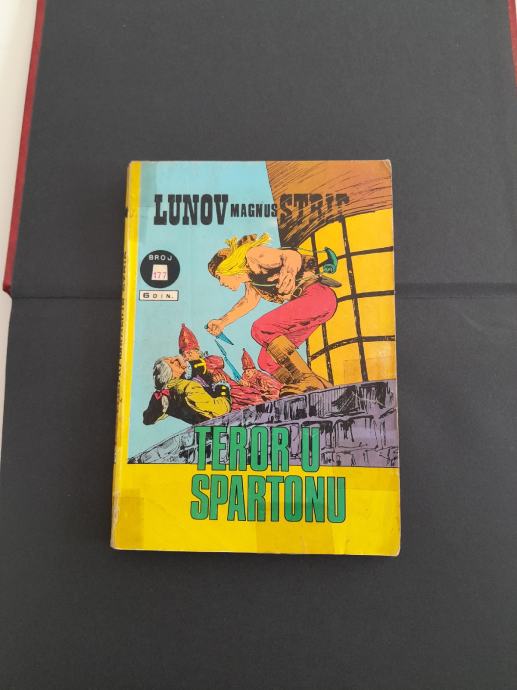 LUNOV MAGNUS STRIP
BROJ
177
6 DIN.
TEROR U
SPARTONU